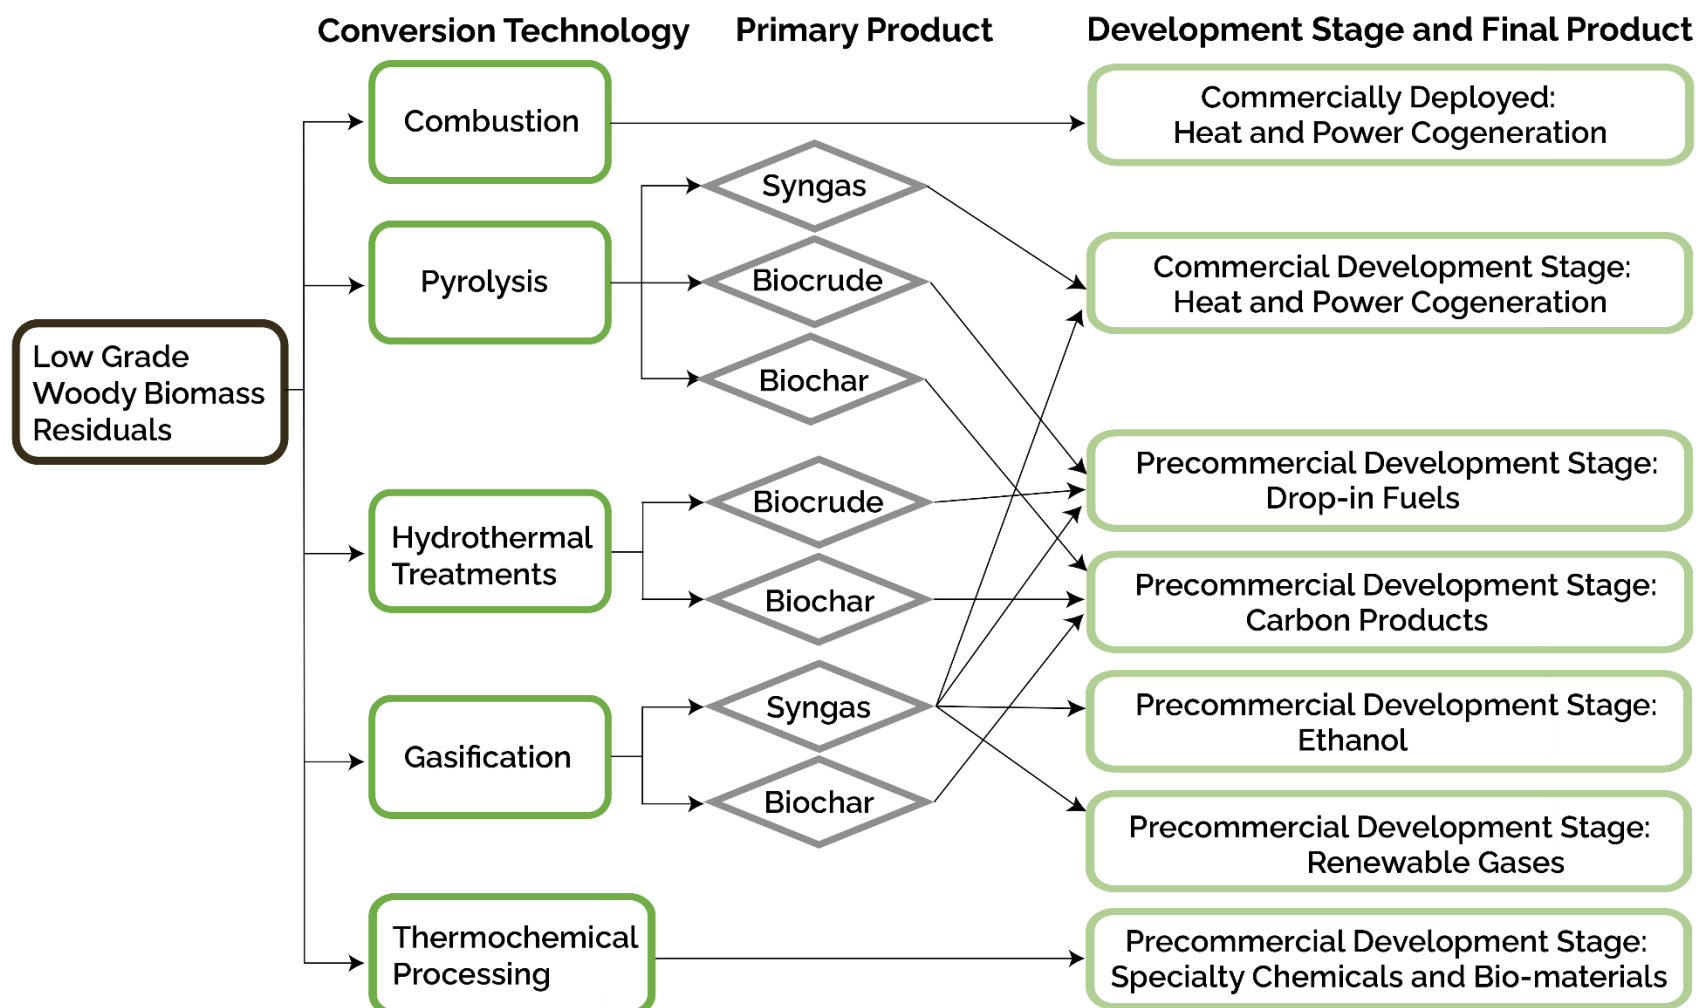 Conversion Technology
Primary Product
Development Stage and Final Product
Low Grade
Woody Biomass
Residuals
Combustion
Commercially Deployed:
Heat and Power Cogeneration
Pyrolysis
Syngas
Biocrude
Biochar
Commercial Development Stage:
Heat and Power Cogeneration
Hydrothermal
Treatments
Biocrude
Biochar
Precommercial Development Stage:
Drop-in Fuels
Precommercial Development Stage:
Carbon Products
Gasification
Syngas
Biochar
Precommercial Development Stage:
Ethanol
Precommercial Development Stage:
Renewable Gases
Thermochemical
Processing
Precommercial Development Stage:
Specialty Chemicals and Bio-materials